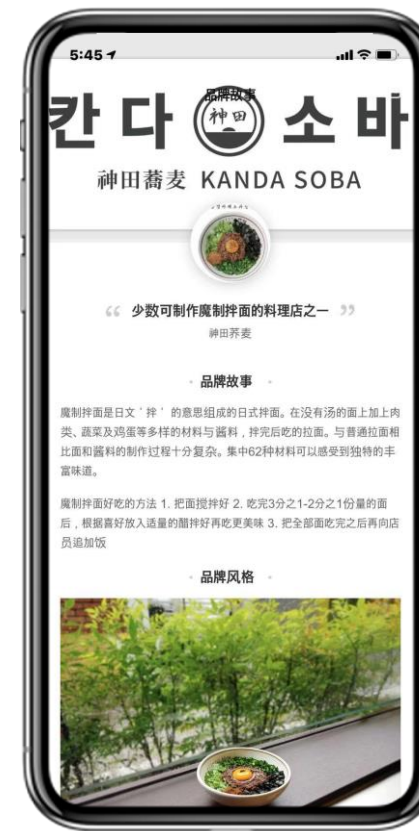 5:45
品牌故事
칸다 神田 소바
神田蕎麦 KANDA SOBA
“ 少数可制作魔制拌面的料理店之一 ”
神田荞麦
- 品牌故事 -
魔制拌面是日文＇拌＇ 的意思组成的日式拌面。在没有汤的面上加上肉
类、蔬菜及鸡蛋等多样的材料与酱料，拌完后吃的拉面。与普通拉面相
比面和酱料的制作过程十分复杂。集中62种材料可以感受到独特的丰
富味道。
魔制拌面好吃的方法 1. 把面搅拌好 2. 吃完3分之1-2分之1份量的面
后，根据喜好放入适量的醋拌好再吃更美味 3. 把全部面吃完之后再向店
员追加饭
- 品牌风格 -